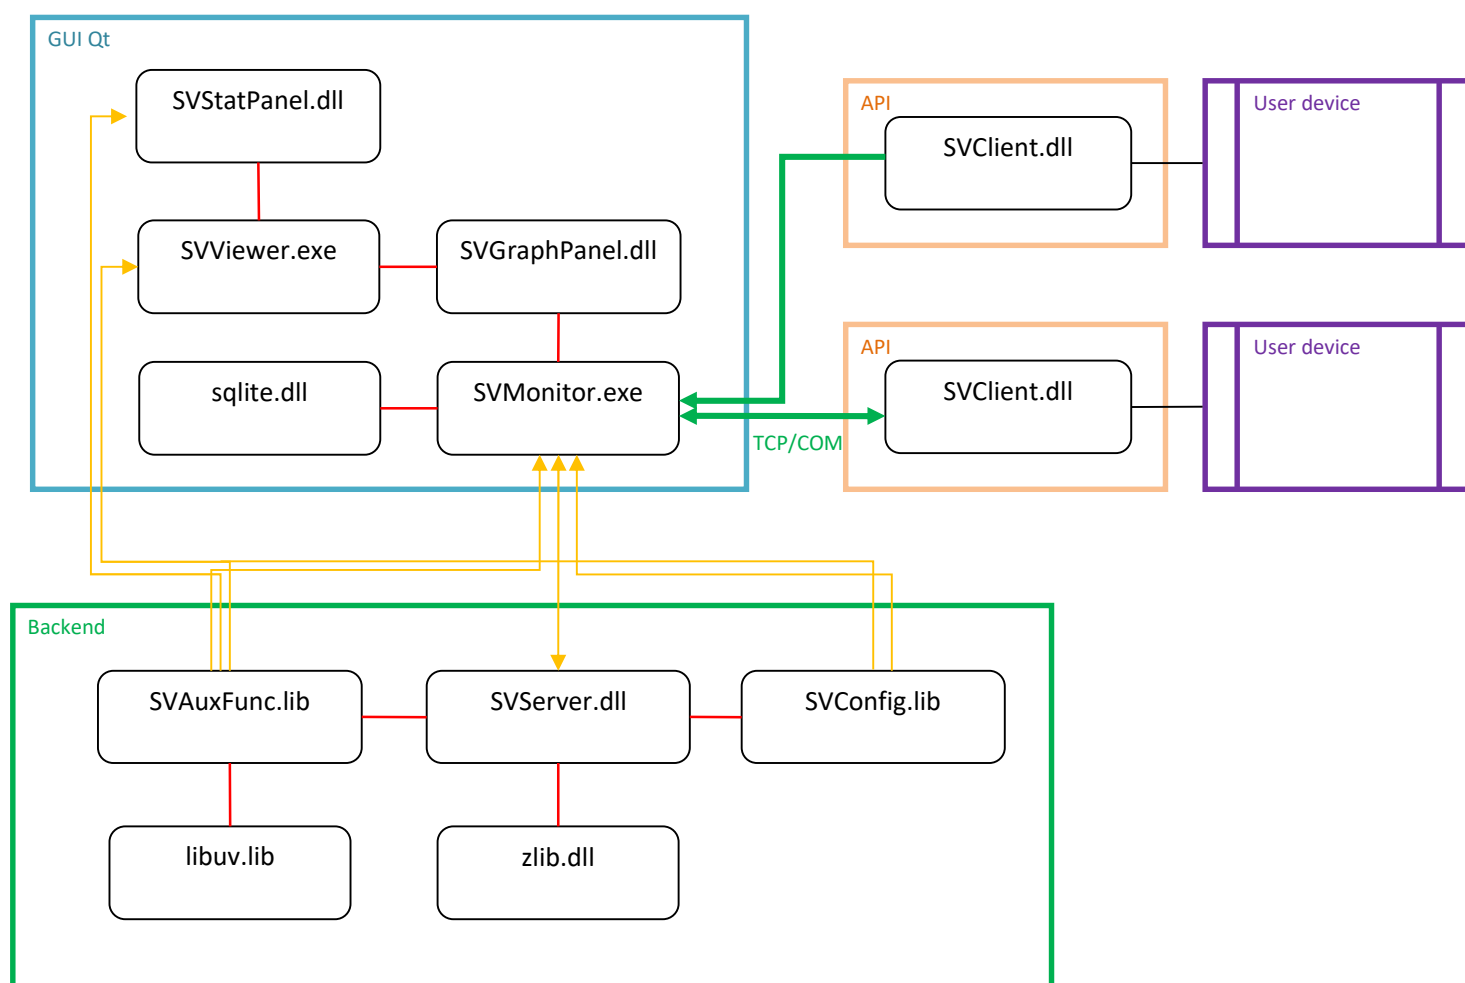 GUI Qt
SVStatPanel.dll
API
SVClient.dll
User device
SVViewer.exe
SVGraphPanel.dll
sqlite.dll
SVMonitor.exe
API
SVClient.dll
User device
TCP/COM
Backend
SVAuxFunc.lib
SVServer.dll
SVConfig.lib
libuv.lib
zlib.dll